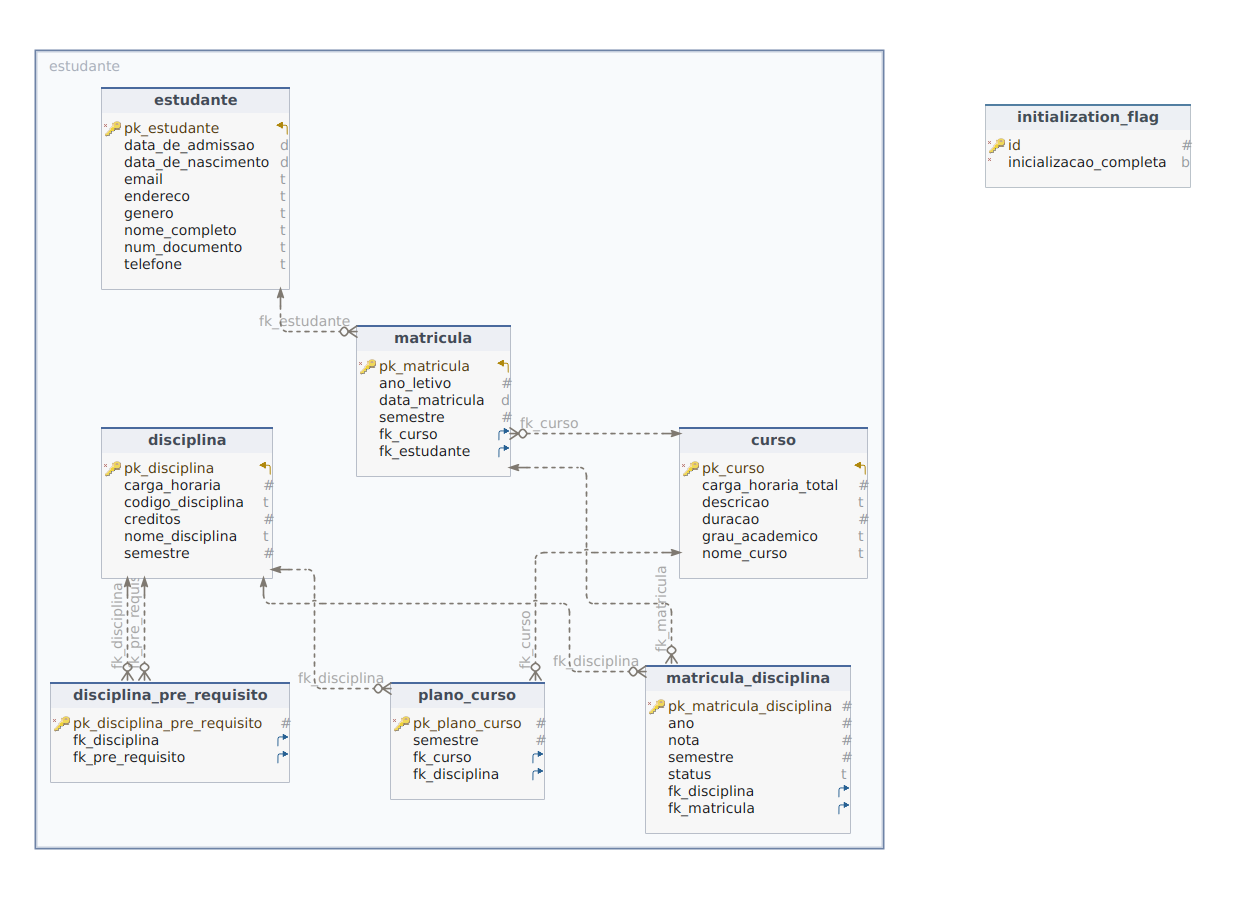 estudante
estudante
pk_estudante
data_de_admissao d
data_de_nascimento d
email t
endereco t
genero t
nome_completo t
num_documento t
telefone t
initialization_flag
id #
inicializacao_completa b
fk_estudante
matricula
pk_matricula
ano_letivo #
data_matricula d
semestre #
fk_curso
fk_estudante
fk_curso
disciplina
pk_disciplina
carga_horaria #
codigo_disciplina t
creditos #
nome_disciplina t
semestre #
curso
pk_curso
carga_horaria_total #
descricao t
duracao #
grau_academico t
nome_curso t
fk_disciplina
fk_pre_requis
fk_disciplina
fk_curso
fk_disciplina
fk_matricula
disciplina_pre_requisito
pk_disciplina_pre_requisito #
fk_disciplina
fk_pre_requisito
plano_curso
pk_plano_curso #
semestre #
fk_curso
fk_disciplina
matricula_disciplina
pk_matricula_disciplina #
ano #
nota #
semestre #
status t
fk_disciplina
fk_matricula